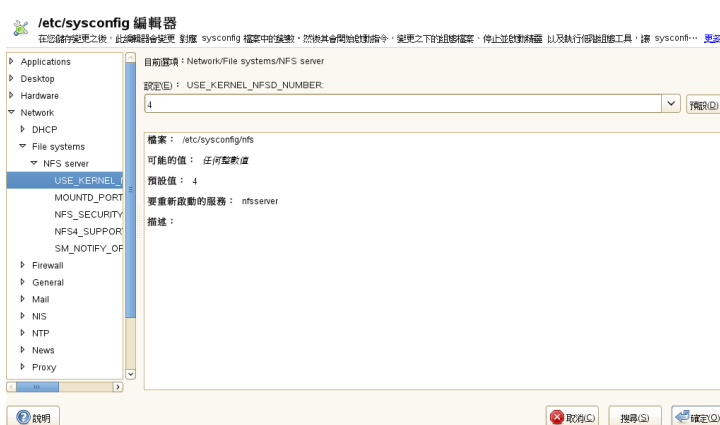 /etc/sysconfig 編輯器
在您儲存變更之後，此編輯器會變更 對應 sysconfig 檔案中的變數。然後其會開始啟動指令，變更之下的組態檔案、停止並啟動精靈 以及執行低階組態工具，讓 sysconfi⋯ 更多
Applications
Desktop
Hardware
Network
DHCP
File systems
NFS server
USE_KERNEL_N
MOUNTD_PORT
NFS_SECURITY
NFS4_SUPPOR
SM_NOTIFY_OP
Firewall
General
Mail
NIS
NTP
News
Proxy
目前選項：Network/File systems/NFS server
設定(E)： USE_KERNEL_NFSD_NUMBER:
4
預設(D)
檔案： /etc/sysconfig/nfs
可能的值： 任何整數值
預設值： 4
要重新啟動的服務： nfsserver
描述：
說明
取消(C)
搜尋(S)
確定(O)